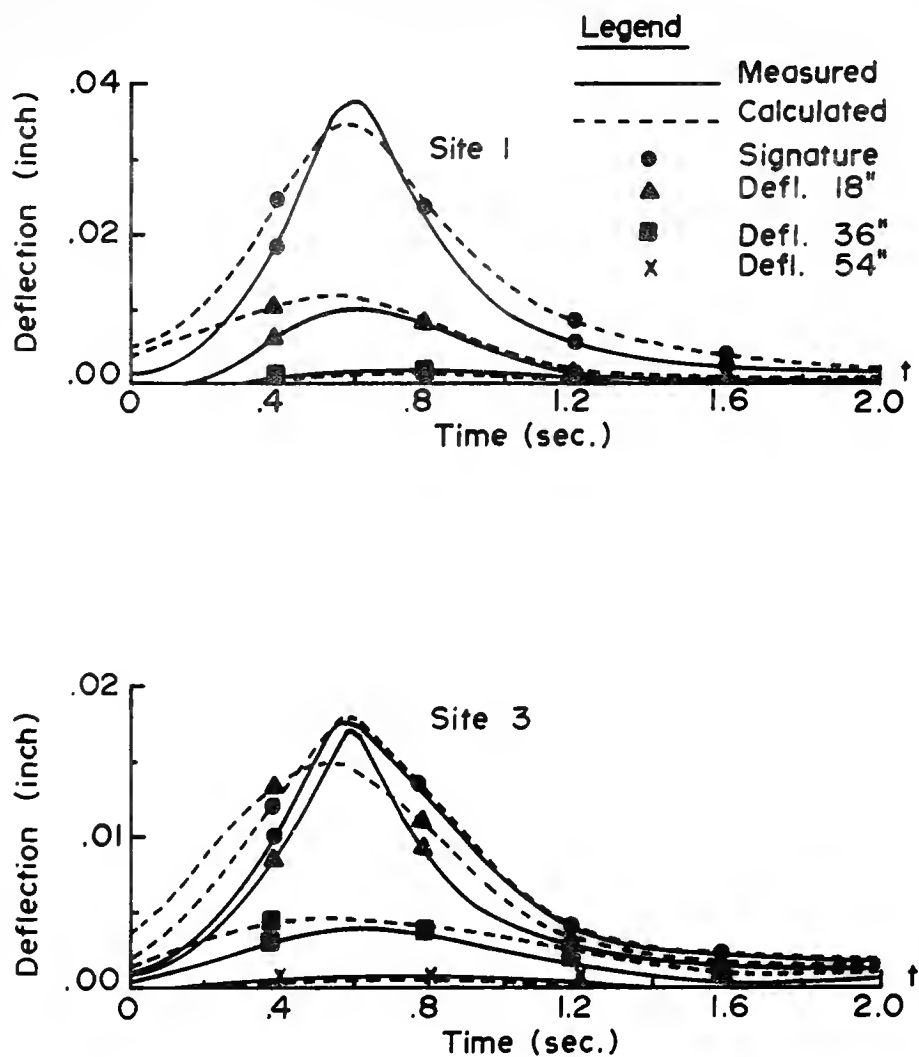 Legend
Measured
Calculated
Signature
Defl. 18"
Defl. 36"
Defl. 54"
Site 1
Deflection (inch)
.04
.02
.00
0 .4 .8 1.2 1.6 2.0 t
Time (sec.)
Site 3
Deflection (inch)
.02
.01
.00
0 .4 .8 1.2 1.6 2.0 t
Time (sec.)